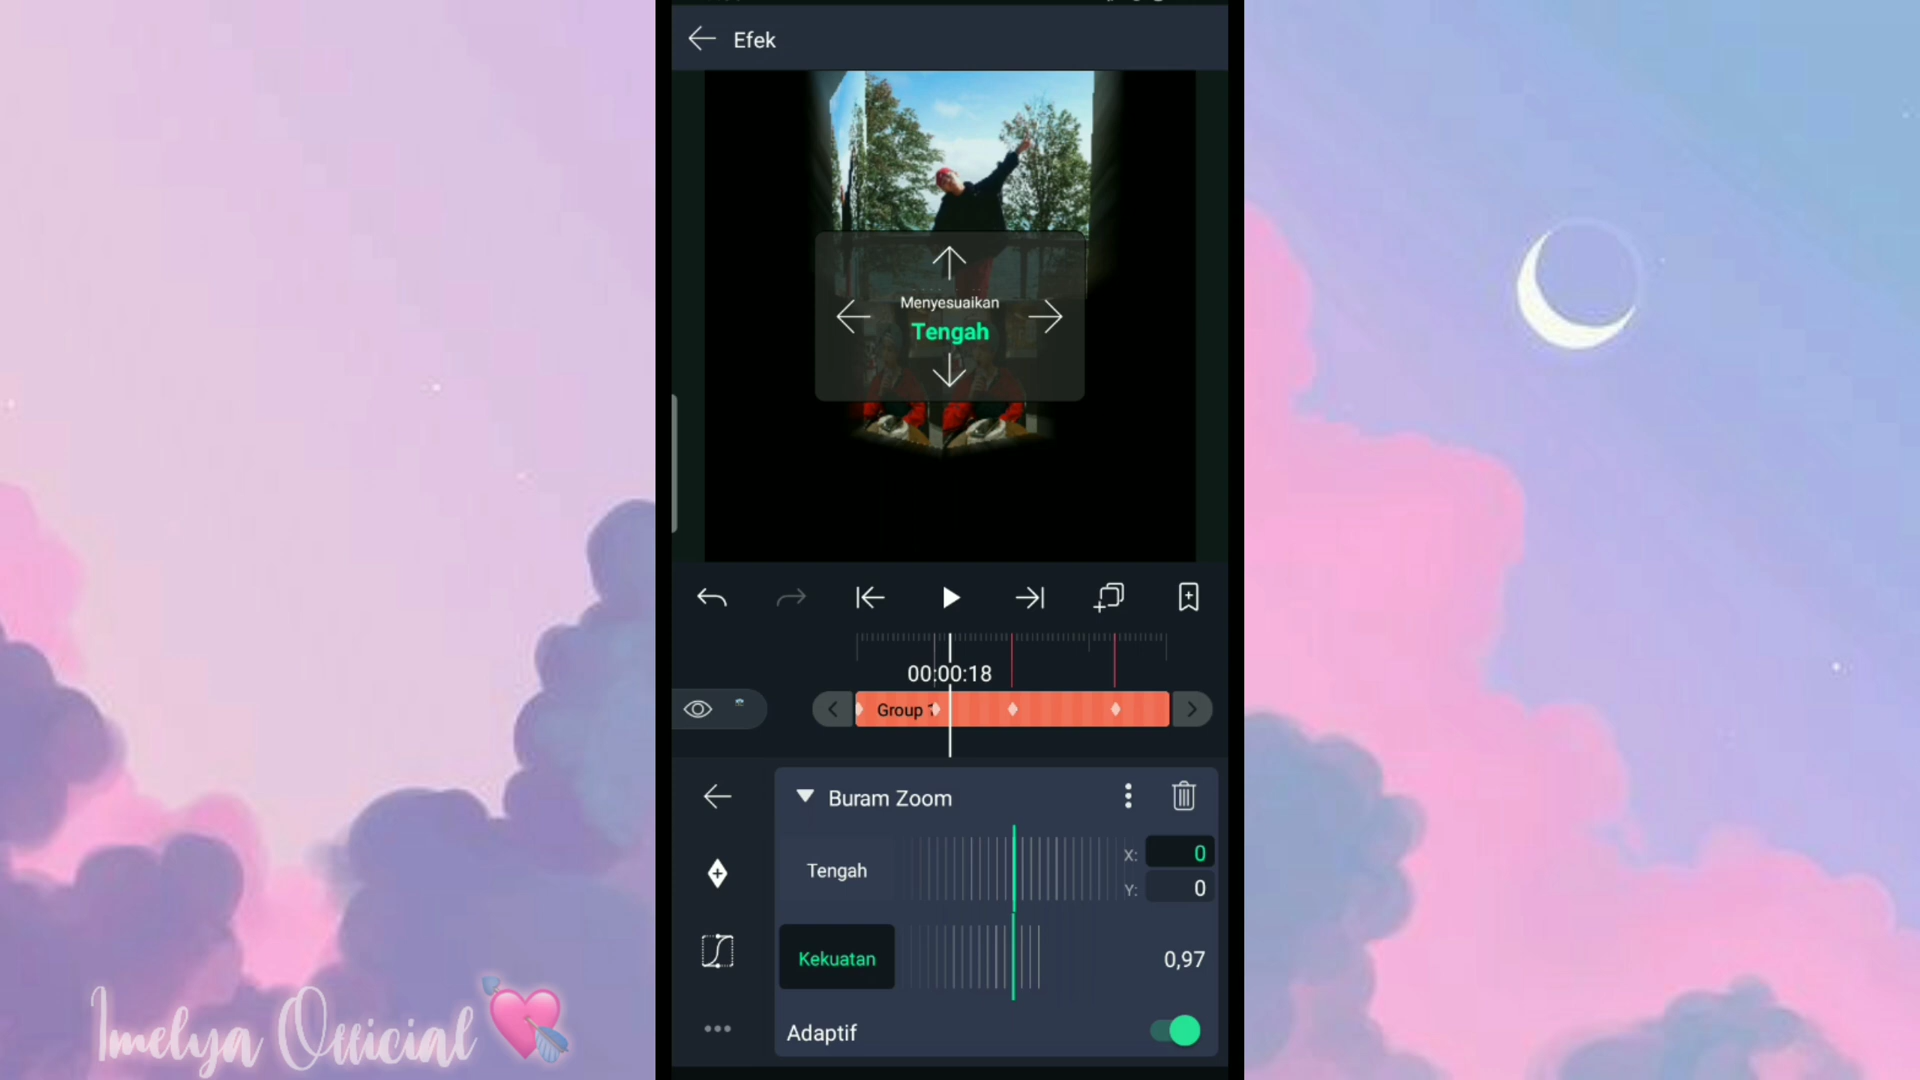 Efek
Menyesuaikan
Tengah
00:00:18
Group 1
Buram Zoom
Tengah
X: 0
Y: 0
Kekuatan
0,97
Adaptif
Imelya Official